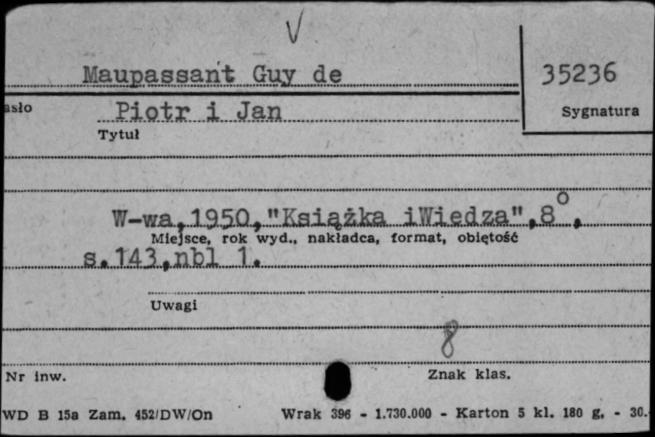 V
Maupassant Guy de
35236
asło
Piotr i Jan
Sygnatura
Tytuł
W-wa,1950,"Książka iWiedza",8°,
Miejsce, rok wyd., nakładca, format, obiętość
s.143,nbl 1.
Uwagi
8
Nr inw.
Znak klas.
WD B 15a Zam. 452/DW/On
Wrak 396 - 1.730.000 - Karton 5 kl. 180 g. - 30.